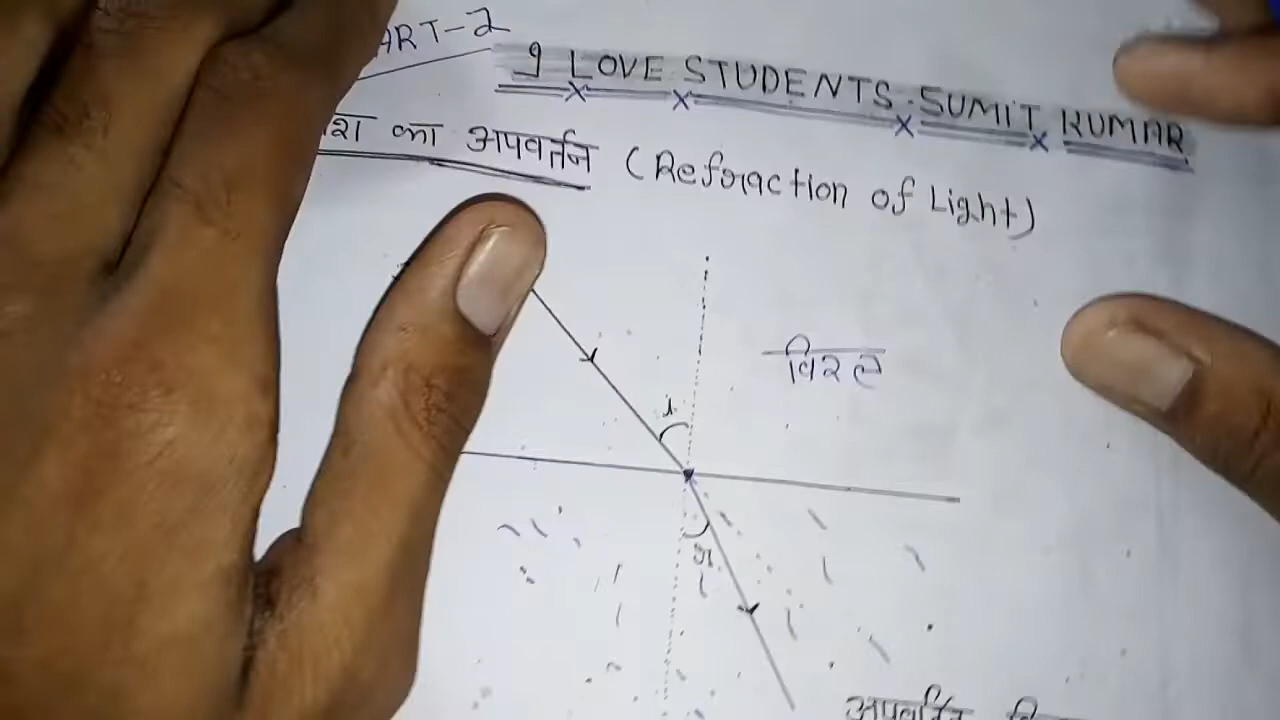 ART-2
I LOVE STUDENTS SUMIT KUMAR
का अपवर्तन (Refraction of Light)
विरल
i
r